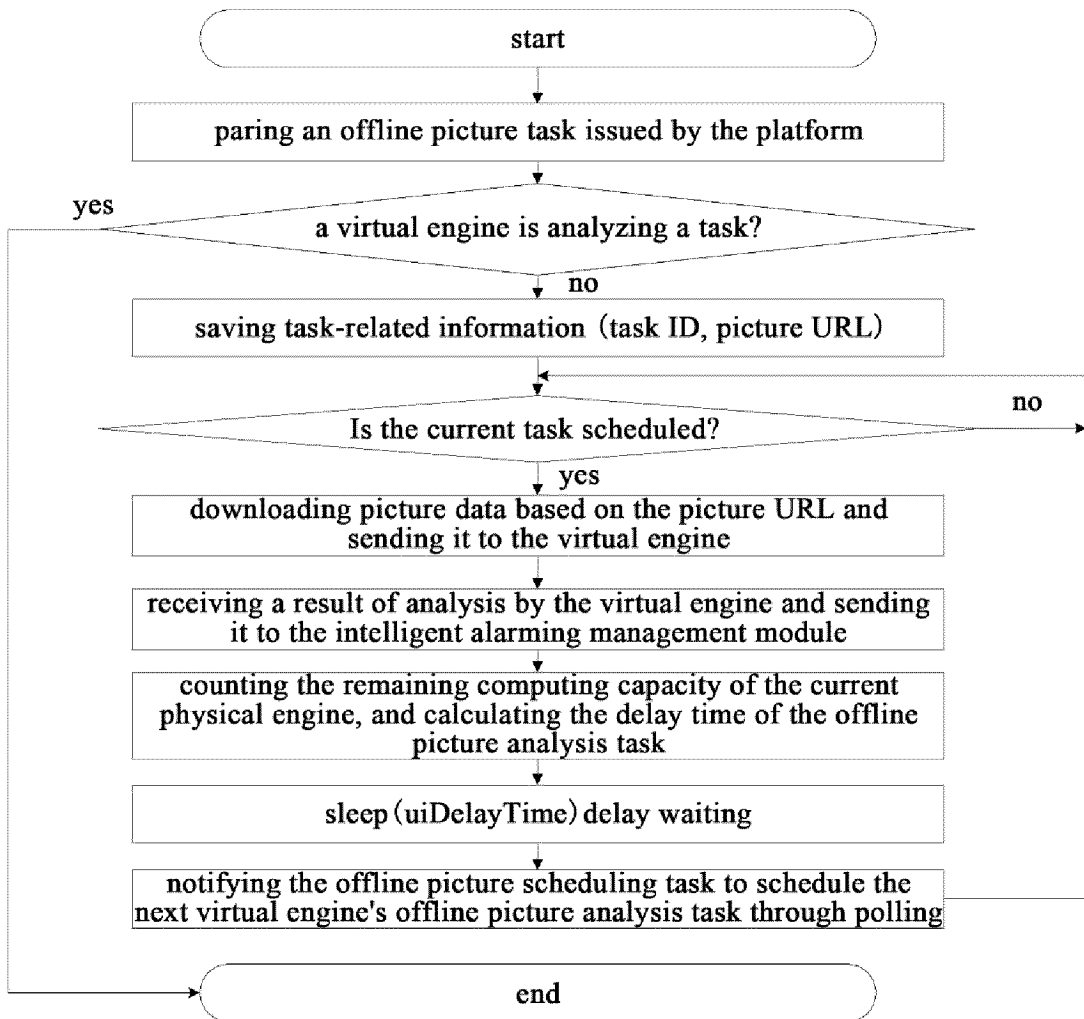 start
paring an offline picture task issued by the platform
yes
a virtual engine is analyzing a task?
no
saving task-related information (task ID, picture URL)
no
Is the current task scheduled?
yes
downloading picture data based on the picture URL and
sending it to the virtual engine
receiving a result of analysis by the virtual engine and sending
it to the intelligent alarming management module
counting the remaining computing capacity of the current
physical engine, and calculating the delay time of the offline
picture analysis task
sleep(uiDelayTime)delay waiting
notifying the offline picture scheduling task to schedule the
next virtual engine's offline picture analysis task through polling
end